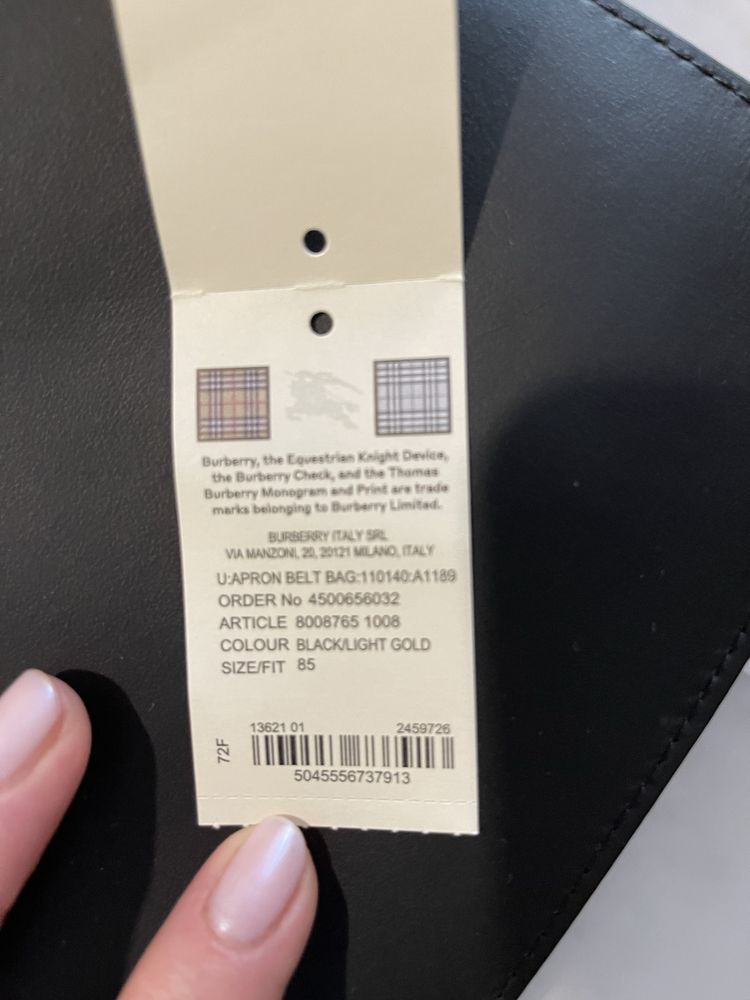 Burberry, the Equestrian Knight Device,
the Burberry Check, and the Thomas
Burberry Monogram and Print are trade
marks belonging to Burberry Limited.
BURBERRY ITALY SRL
VIA MANZONI, 20, 20121 MILANO, ITALY
U:APRON BELT BAG:110140:A1189
ORDER No 4500656032
ARTICLE 8008765 1008
COLOUR BLACK/LIGHT GOLD
SIZE/FIT 85
13621 01 2459726
72F
5045556737913